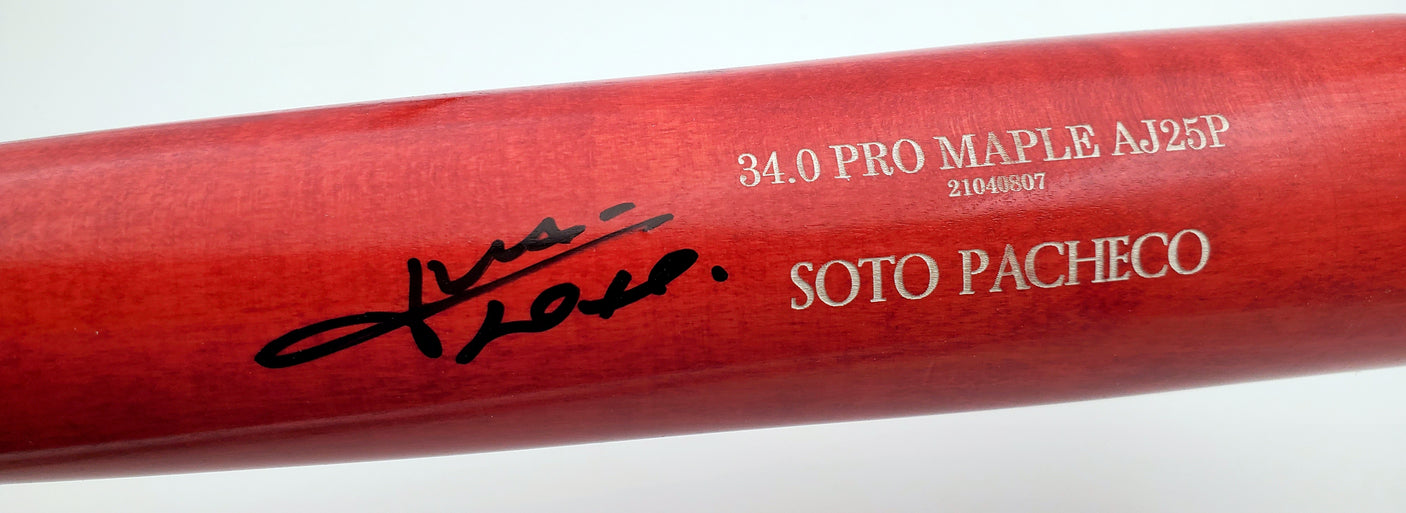 34.0 PRO MAPLE AJ25P
21040807
SOTO PACHECO